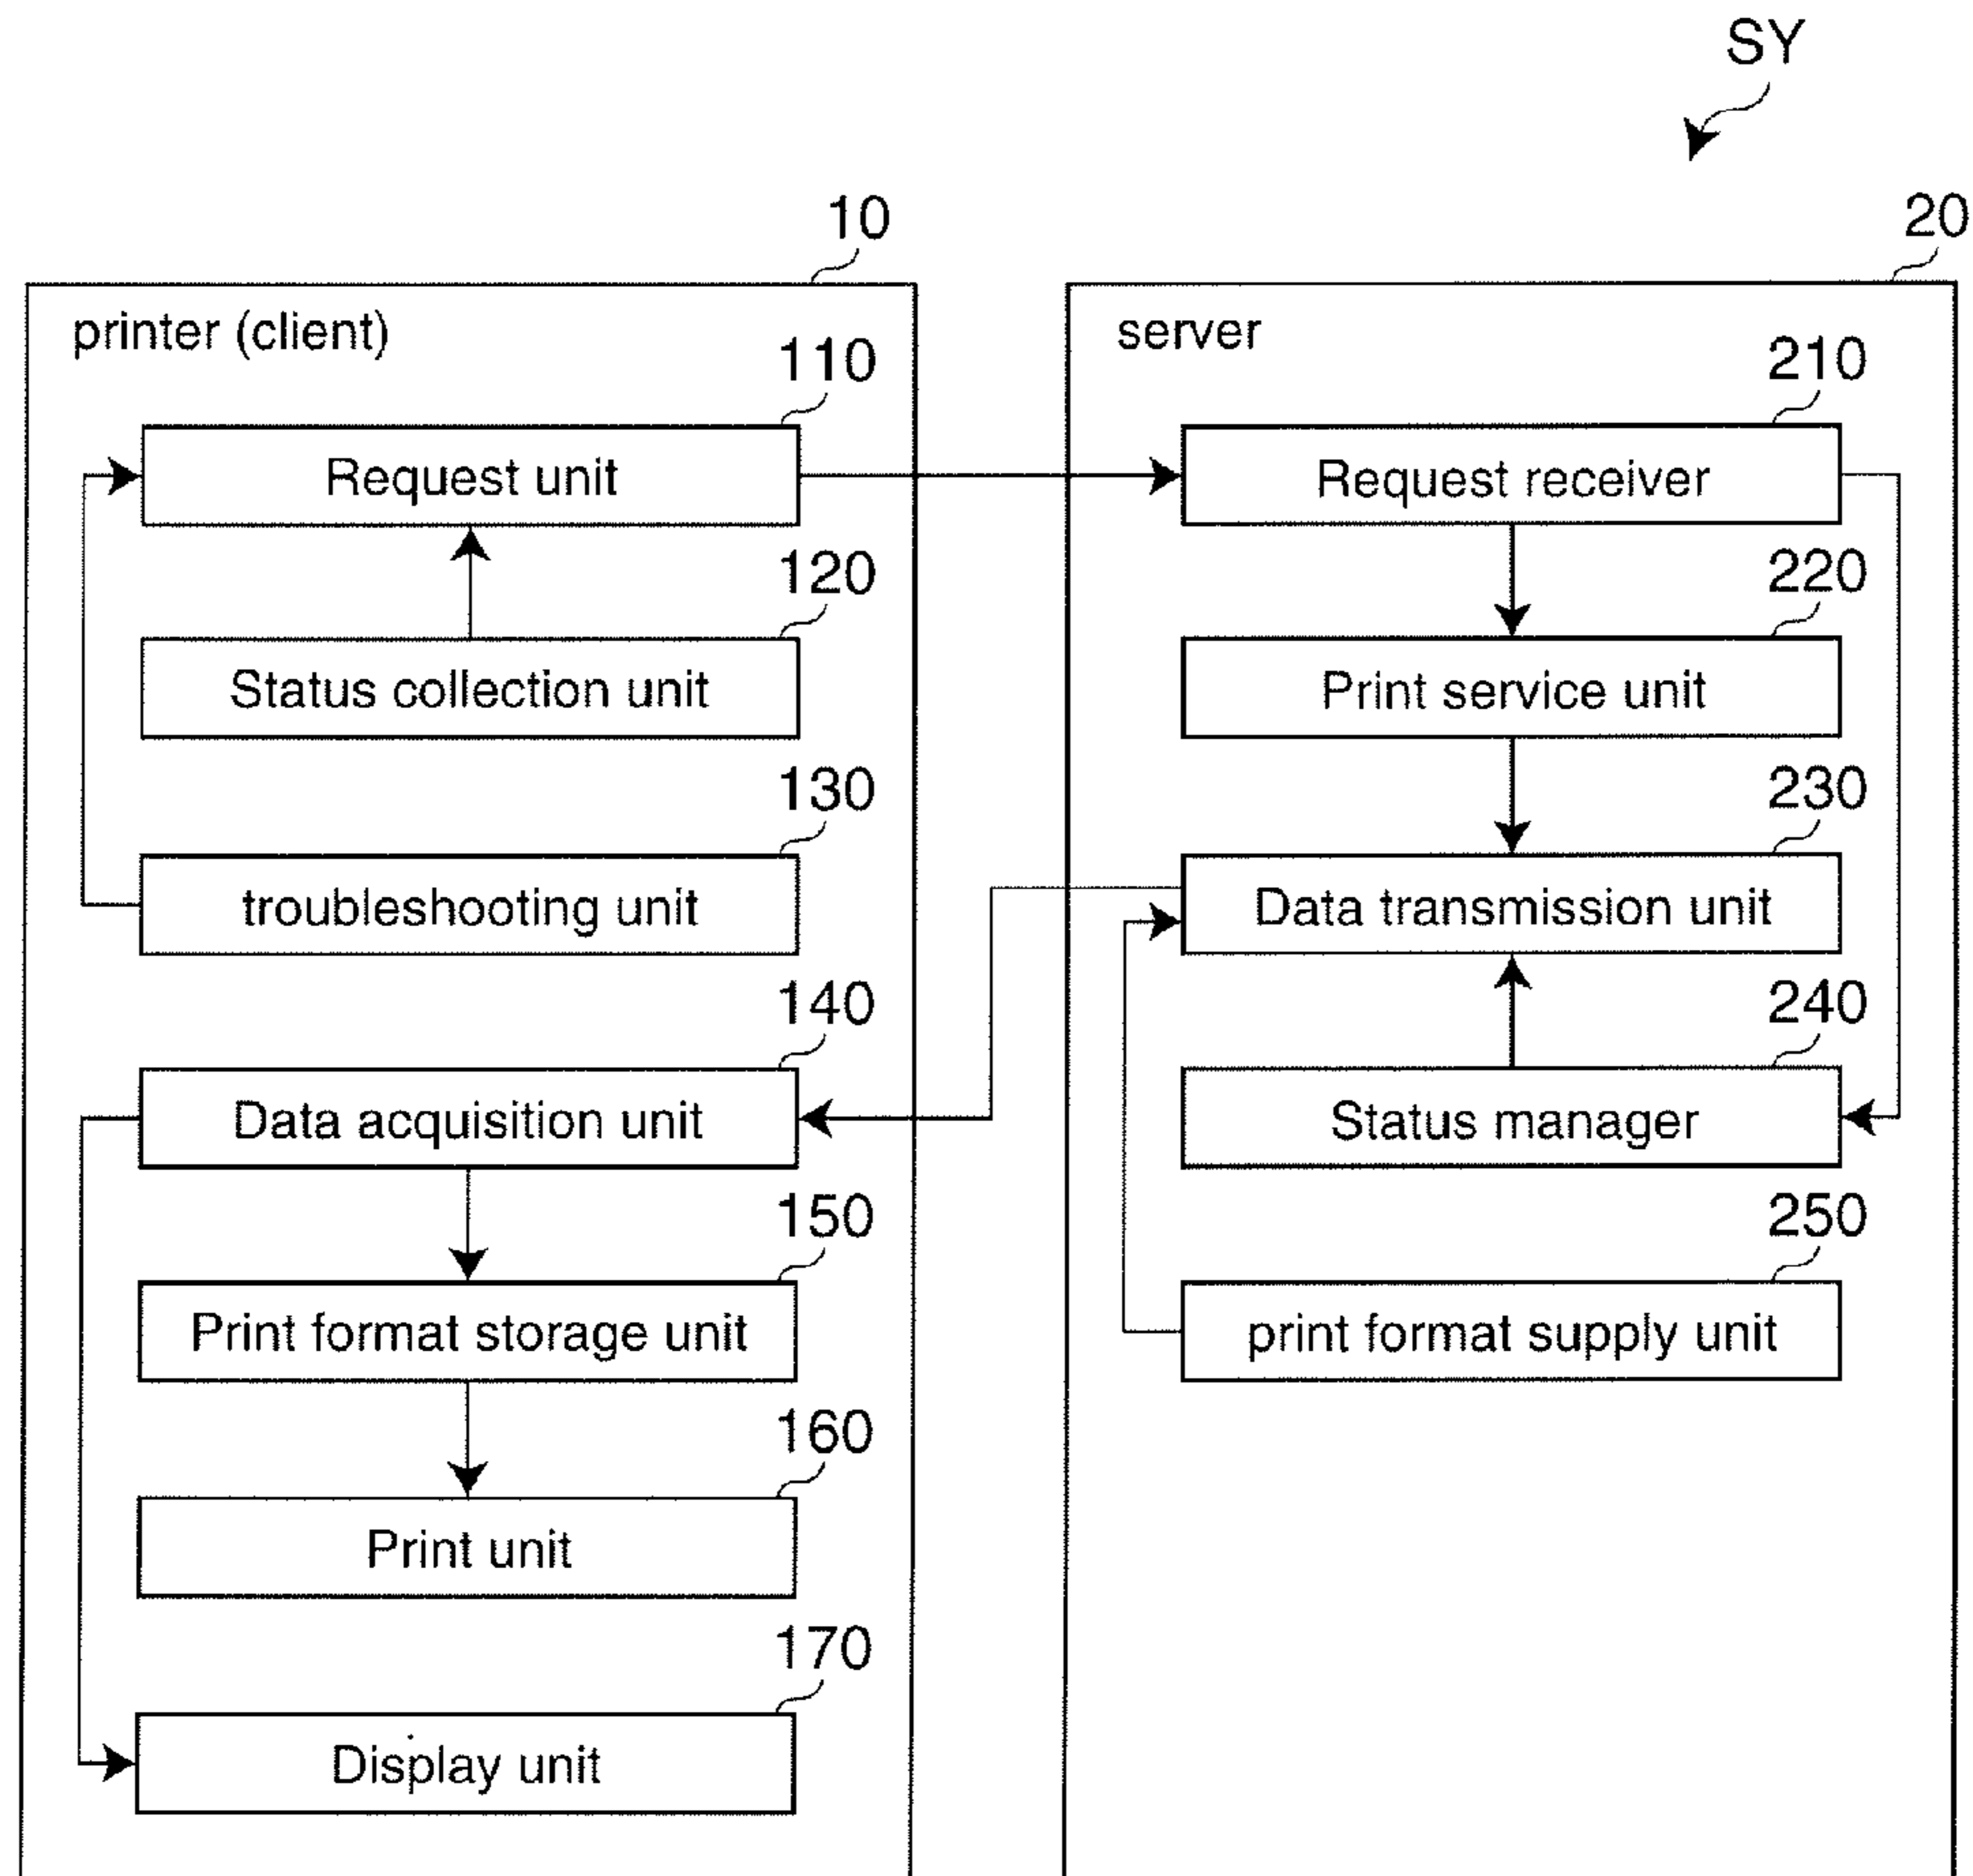 SY
10
20
printer (client)
110
Request unit
120
Status collection unit
130
troubleshooting unit
140
Data acquisition unit
150
Print format storage unit
160
Print unit
170
Display unit
server
210
Request receiver
220
Print service unit
230
Data transmission unit
240
Status manager
250
print format supply unit